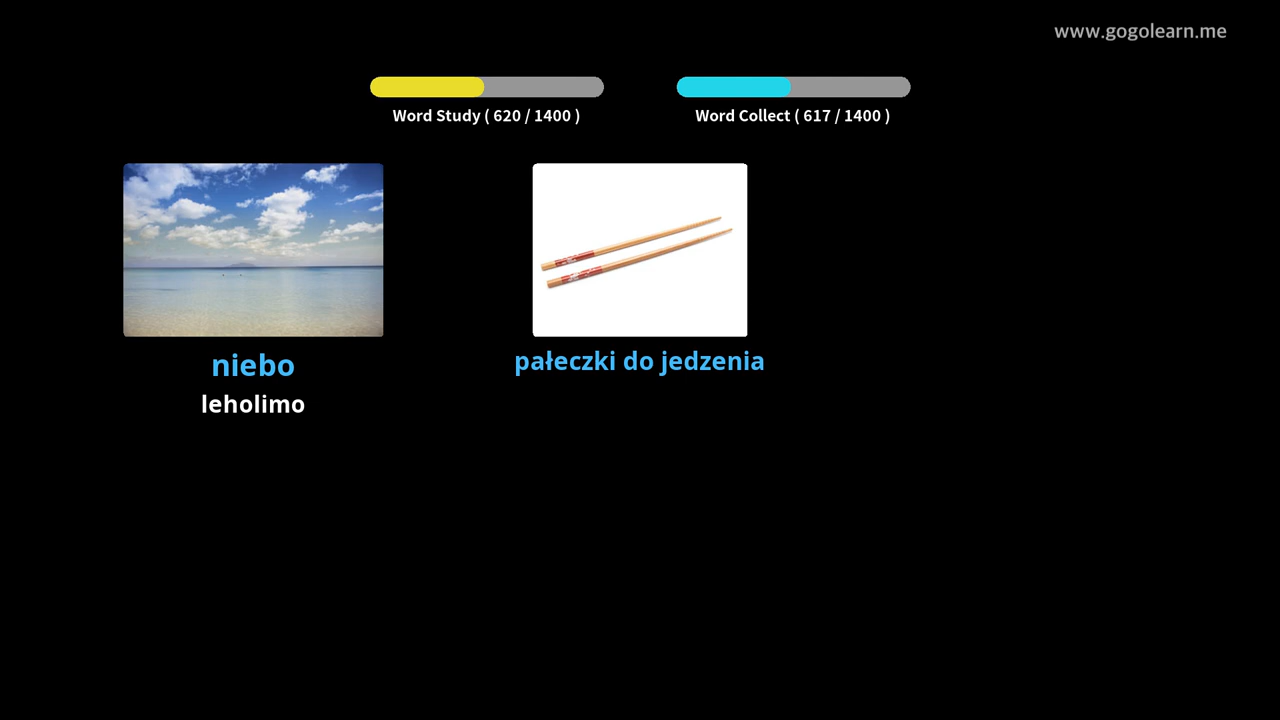 www.gogolearn.me
Word Study ( 620 / 1400 )
Word Collect ( 617 / 1400 )
niebo
leholimo
pałeczki do jedzenia